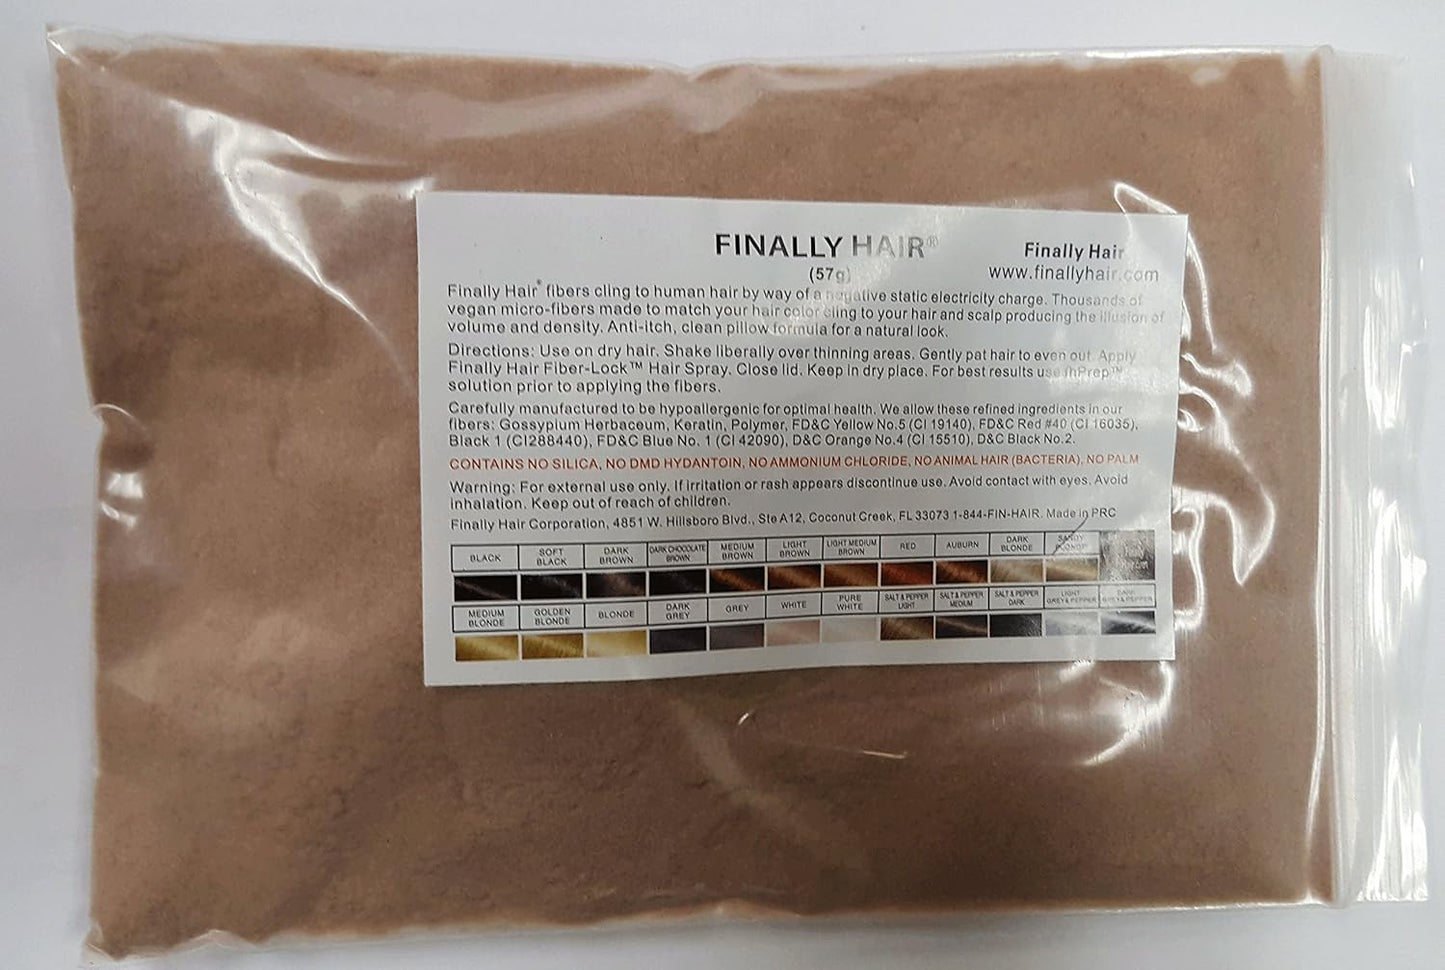 FINALLY HAIR®
(57g)
Finally Hair
www.finallyhair.com
Finally Hair® fibers cling to human hair by way of a negative static electricity charge. Thousands of
vegan micro-fibers made to match your hair color cling to your hair and scalp producing the illusion of
volume and density. Anti-itch, clean pillow formula for a natural look.
Directions: Use on dry hair. Shake liberally over thinning areas. Gently pat hair to even out. Apply
Finally Hair Fiber-Lock™ Hair Spray. Close lid. Keep in dry place. For best results use fhPrep™
solution prior to applying the fibers.
Carefully manufactured to be hypoallergenic for optimal health. We allow these refined ingredients in our
fibers: Gossypium Herbaceum, Keratin, Polymer, FD&C Yellow No.5 (CI 19140), FD&C Red #40 (CI 16035),
Black 1 (CI288440), FD&C Blue No. 1 (CI 42090), D&C Orange No.4 (CI 15510), D&C Black No.2.
CONTAINS NO SILICA, NO DMD HYDANTOIN, NO AMMONIUM CHLORIDE, NO ANIMAL HAIR (BACTERIA), NO PALM
Warning: For external use only. If irritation or rash appears discontinue use. Avoid contact with eyes. Avoid
inhalation. Keep out of reach of children.
Finally Hair Corporation, 4851 W. Hillsboro Blvd., Ste A12, Coconut Creek, FL 33073 1-844-FIN-HAIR. Made in PRC
BLACK SOFT BLACK DARK BROWN DARK CHOCOLATE BROWN MEDIUM BROWN LIGHT BROWN LIGHT MEDIUM BROWN RED AUBURN DARK BLONDE SANDY BLONDE
MEDIUM BLONDE GOLDEN BLONDE BLONDE DARK GREY GREY WHITE PURE WHITE SALT & PEPPER LIGHT SALT & PEPPER MEDIUM SALT & PEPPER DARK LIGHT GREY & PEPPER DARK GREY & PEPPER